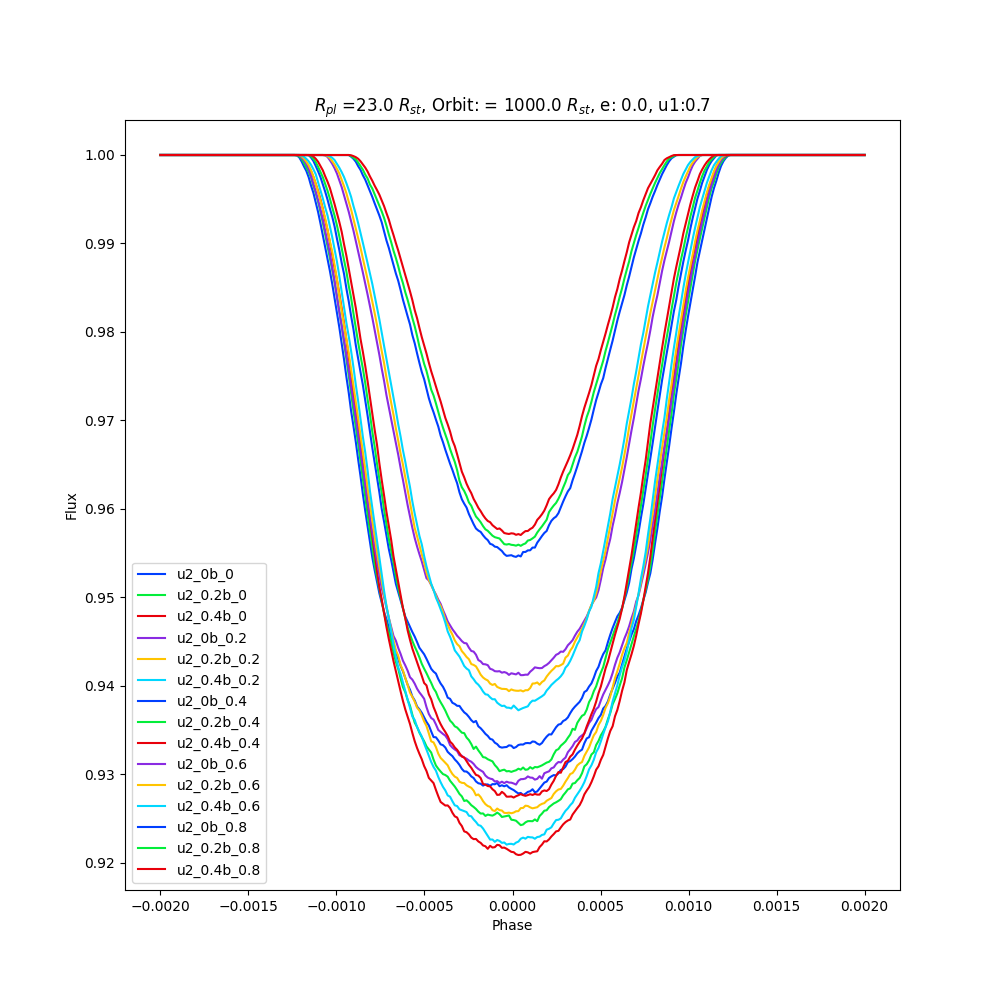 R_pl =23.0 R_st, Orbit: = 1000.0 R_st, e: 0.0, u1:0.7
1.00
0.99
0.98
0.97
0.96
0.95
0.94
0.93
0.92
Flux
u2_0b_0
u2_0.2b_0
u2_0.4b_0
u2_0b_0.2
u2_0.2b_0.2
u2_0.4b_0.2
u2_0b_0.4
u2_0.2b_0.4
u2_0.4b_0.4
u2_0b_0.6
u2_0.2b_0.6
u2_0.4b_0.6
u2_0b_0.8
u2_0.2b_0.8
u2_0.4b_0.8
−0.0020 −0.0015 −0.0010 −0.0005 0.0000 0.0005 0.0010 0.0015 0.0020
Phase